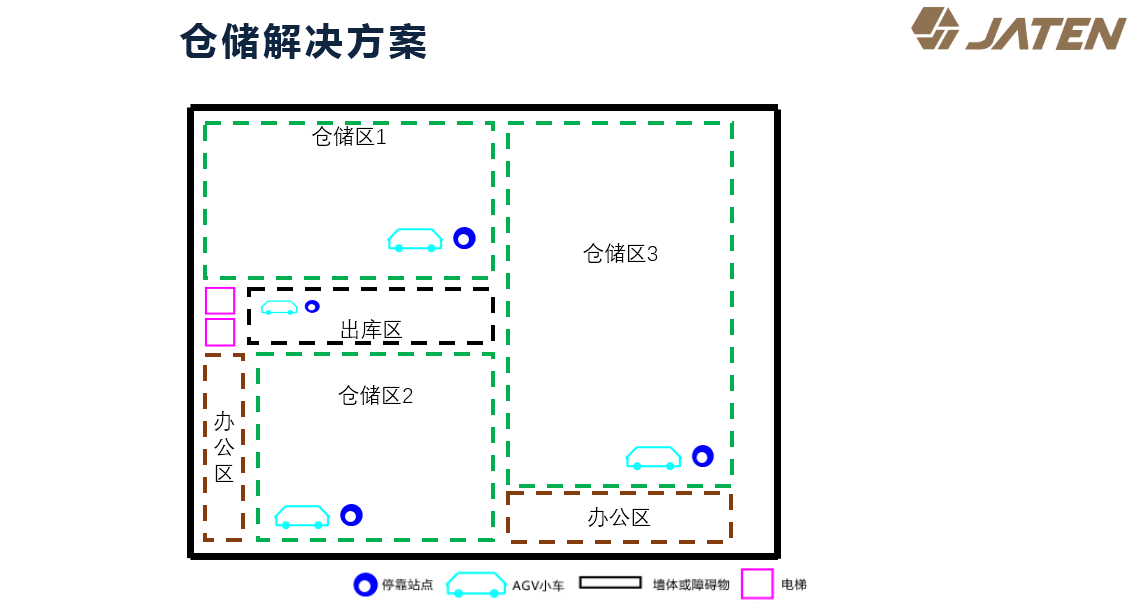 仓储解决方案
JATEN
仓储区1
仓储区3
出库区
仓储区2
办
公
区
办公区
停靠站点
AGV小车
墙体或障碍物
电梯